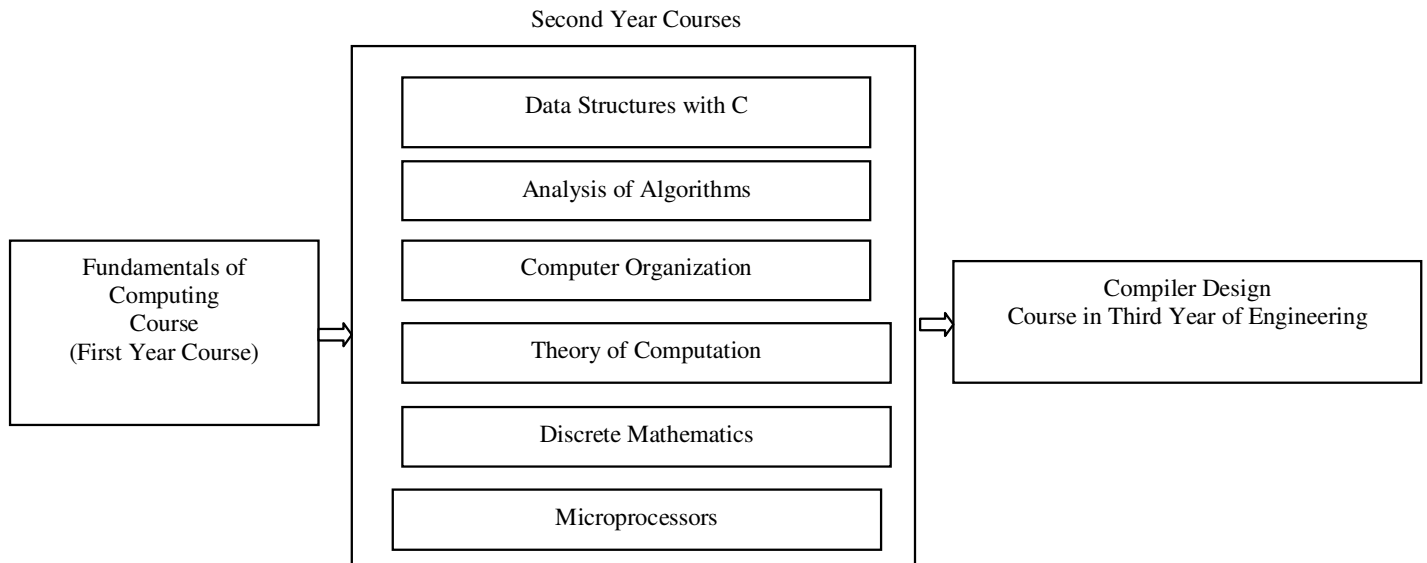 Second Year Courses
Data Structures with C
Analysis of Algorithms
Computer Organization
Theory of Computation
Discrete Mathematics
Microprocessors
Fundamentals of
Computing
Course
(First Year Course)
Compiler Design
Course in Third Year of Engineering